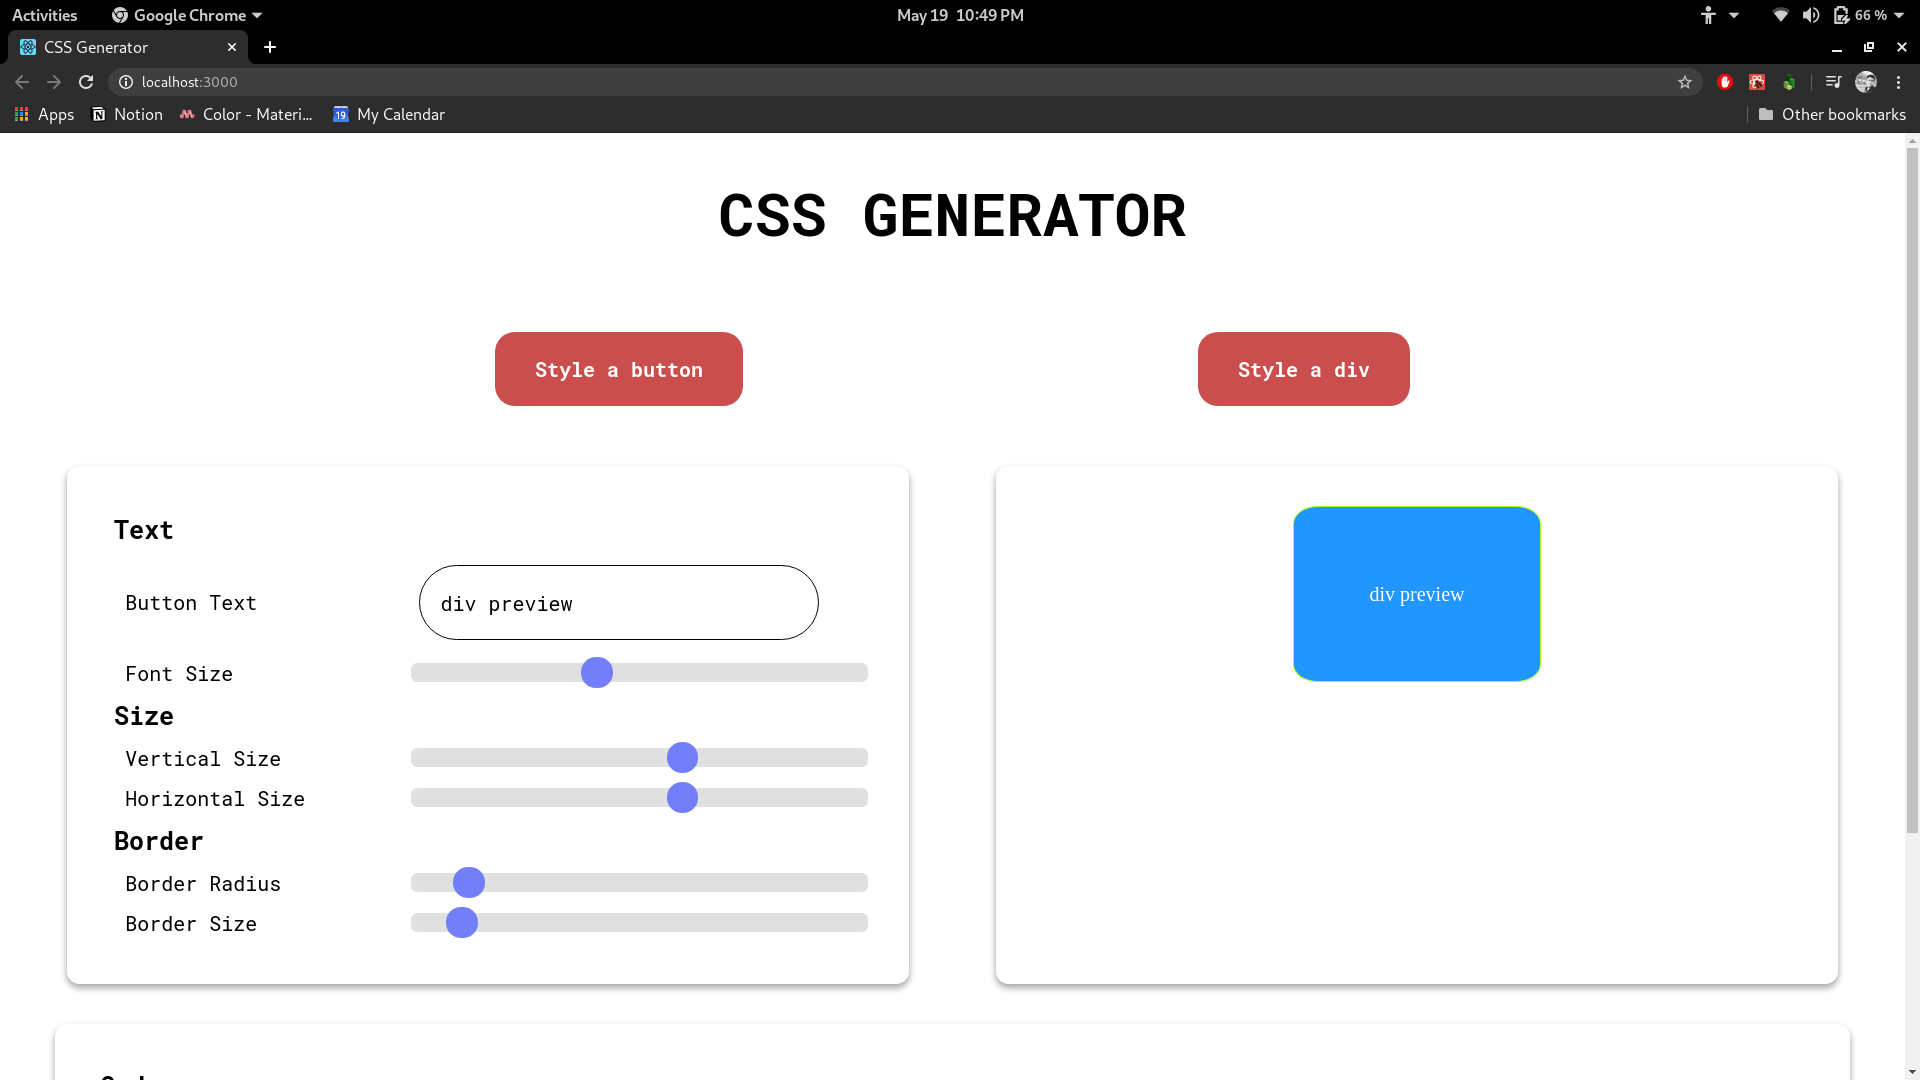 Activities Google Chrome May 19 10:49 PM 66 %
CSS Generator
localhost:3000
Apps Notion Color - Materi... 19 My Calendar Other bookmarks
CSS GENERATOR
Style a button Style a div
Text
Button Text div preview
Font Size
Size
Vertical Size
Horizontal Size
Border
Border Radius
Border Size
div preview